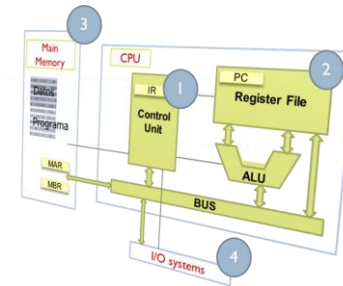 3
Main
Memory
Datos
Programa
MAR
MBR
CPU
IR
1
Control
Unit
PC
2
Register File
ALU
BUS
I/O systems
4